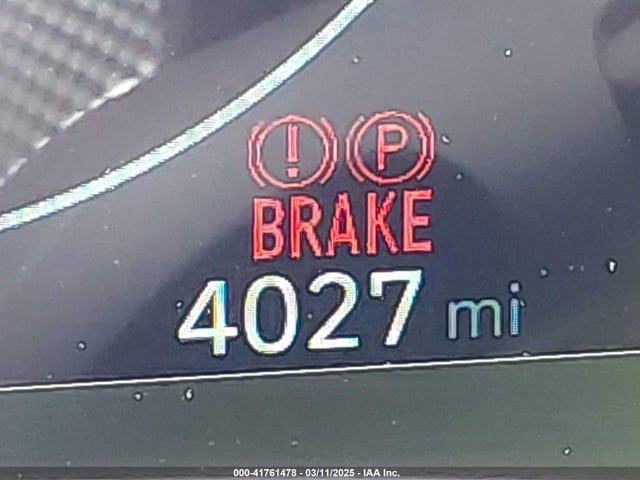 ! P
BRAKE
4027 mi
000-41761478 - 03/11/2025 - IAA Inc.